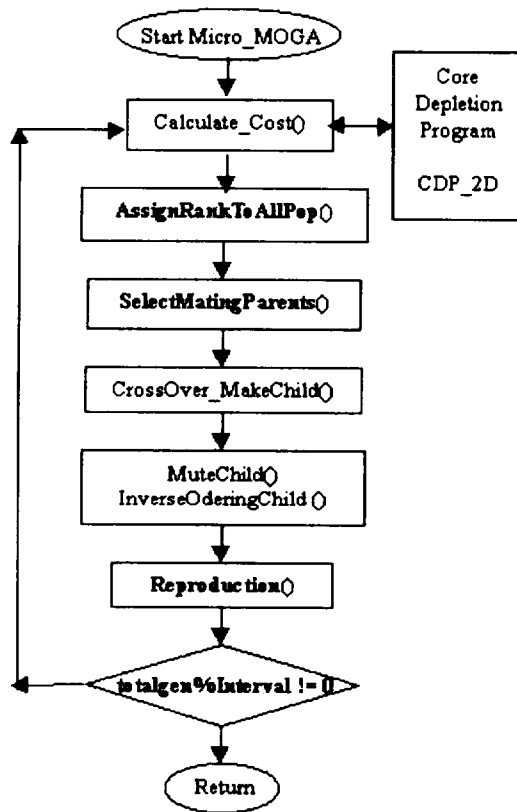 Start Micro_MOGA
Calculate_Cost()
Core
Depletion
Program
CDP_2D
AssignRankToAllPop()
SelectMatingParents()
CrossOver_MakeChild()
MuteChild()
InverseOderingChild ()
Reproduction()
totalgen%Interval != 0
Return